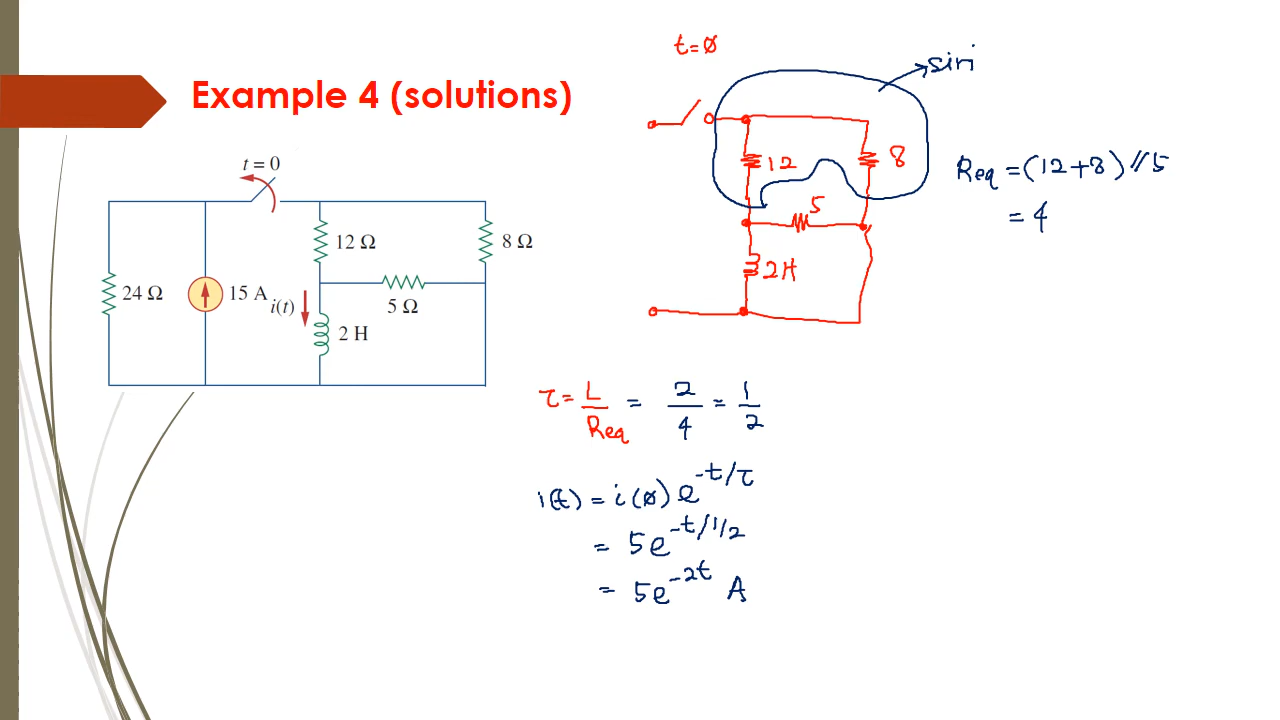 Example 4 (solutions)
t = 0
12 Ω
8 Ω
24 Ω
15 A
i(t)
5 Ω
2 H
t=0
siri
12
8
5
2H
Req = (12+8)//5
= 4
τ = L/Req = 2/4 = 1/2
i(t) = i(0) e^-t/τ
= 5e^-t/1/2
= 5e^-2t A